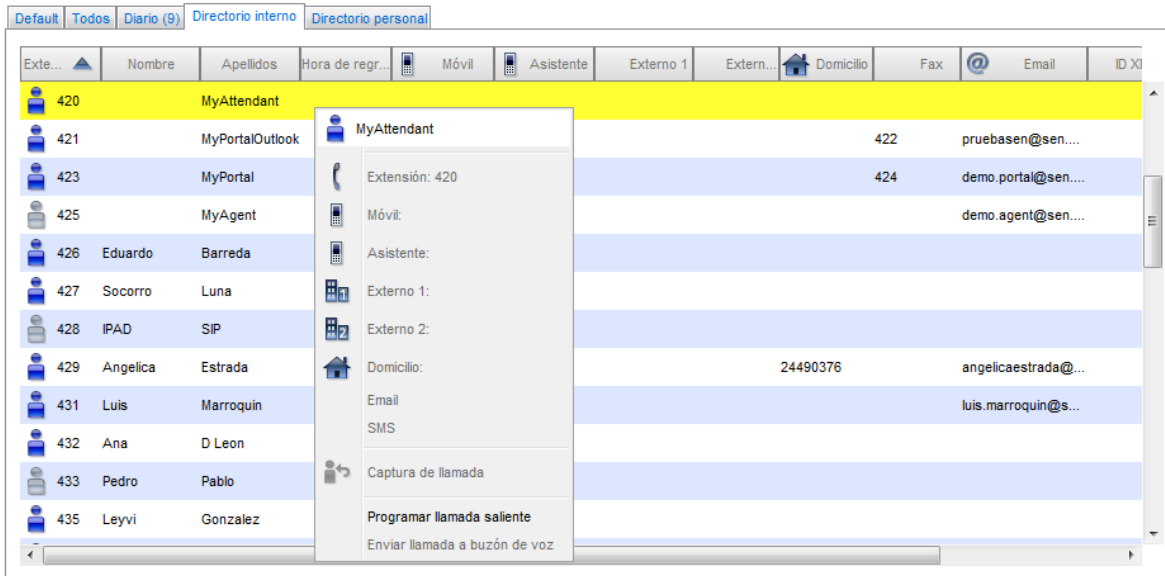 Default Todos Diario (9) Directorio interno Directorio personal
Exte... Nombre Apellidos Hora de regr... Móvil Asistente Externo 1 Extern... Domicilio Fax @ Email ID XI
420 MyAttendant
MyAttendant
421 MyPortalOutlook 422 pruebasen@sen....
Extensión: 420
423 MyPortal 424 demo.portal@sen....
Móvil:
425 MyAgent demo.agent@sen....
Asistente:
426 Eduardo Barreda
Externo 1:
427 Socorro Luna
Externo 2:
428 IPAD SIP
Domicilio:
429 Angelica Estrada 24490376 angelicaestrada@...
Email
431 Luis Marroquin luis.marroquin@s...
SMS
432 Ana D Leon
Captura de llamada
433 Pedro Pablo
Programar llamada saliente
435 Leyvi Gonzalez
Enviar llamada a buzón de voz